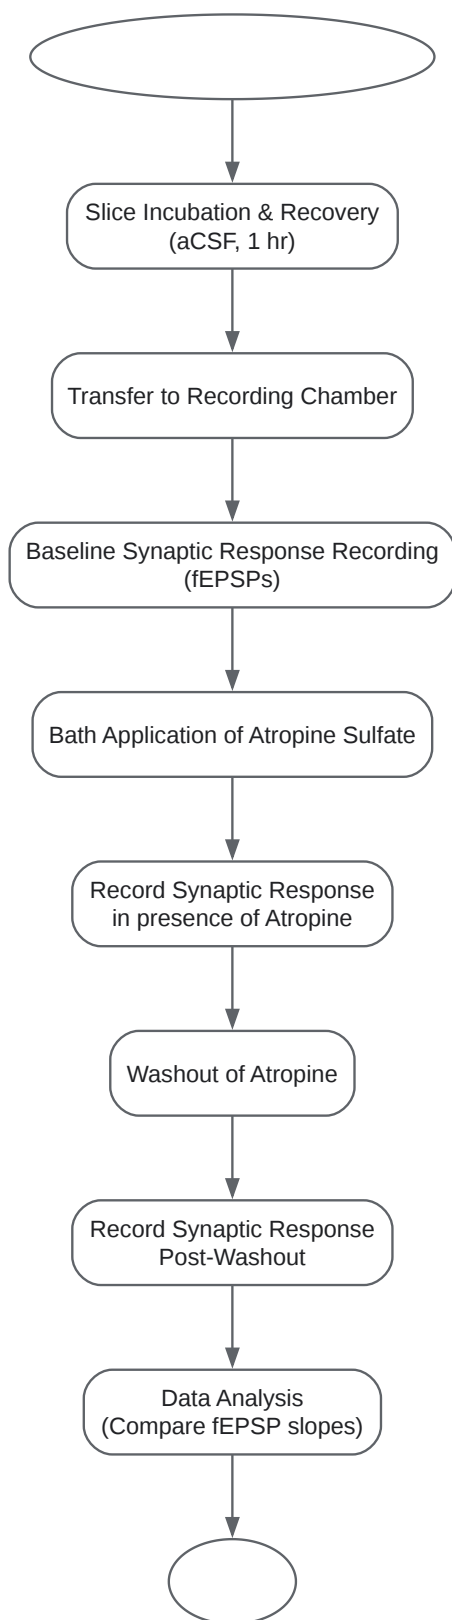 Slice Incubation & Recovery
(aCSF, 1 hr)
Transfer to Recording Chamber
Baseline Synaptic Response Recording
(fEPSPs)
Bath Application of Atropine Sulfate
Record Synaptic Response
in presence of Atropine
Washout of Atropine
Record Synaptic Response
Post-Washout
Data Analysis
(Compare fEPSP slopes)